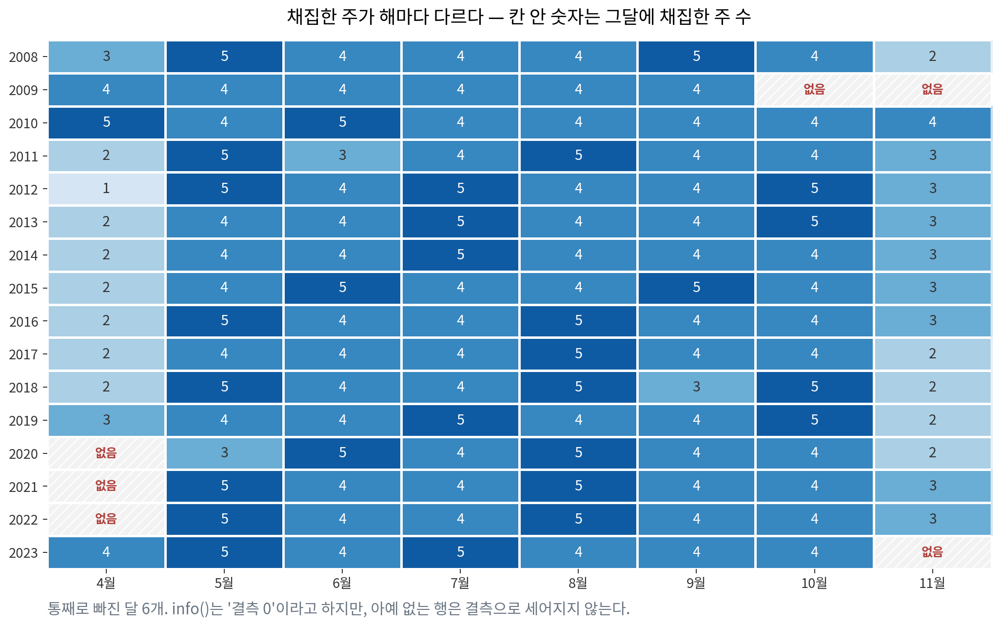 채집한 주가 해마다 다르다 — 칸 안 숫자는 그달에 채집한 주 수
2008 3 5 4 4 4 5 4 2
2009 4 4 4 4 4 4 없음 없음
2010 5 4 5 4 4 4 4 4
2011 2 5 3 4 5 4 4 3
2012 1 5 4 5 4 4 5 3
2013 2 4 4 5 4 4 5 3
2014 2 4 4 5 4 4 4 3
2015 2 4 5 4 4 5 4 3
2016 2 5 4 4 5 4 4 3
2017 2 4 4 4 5 4 4 2
2018 2 5 4 4 5 3 5 2
2019 3 4 4 5 4 4 5 2
2020 없음 3 5 4 5 4 4 2
2021 없음 5 4 4 5 4 4 3
2022 없음 5 4 4 5 4 4 3
2023 4 5 4 5 4 4 4 없음
4월 5월 6월 7월 8월 9월 10월 11월
통째로 빠진 달 6개. info()는 '결측 0'이라고 하지만, 아예 없는 행은 결측으로 세어지지 않는다.